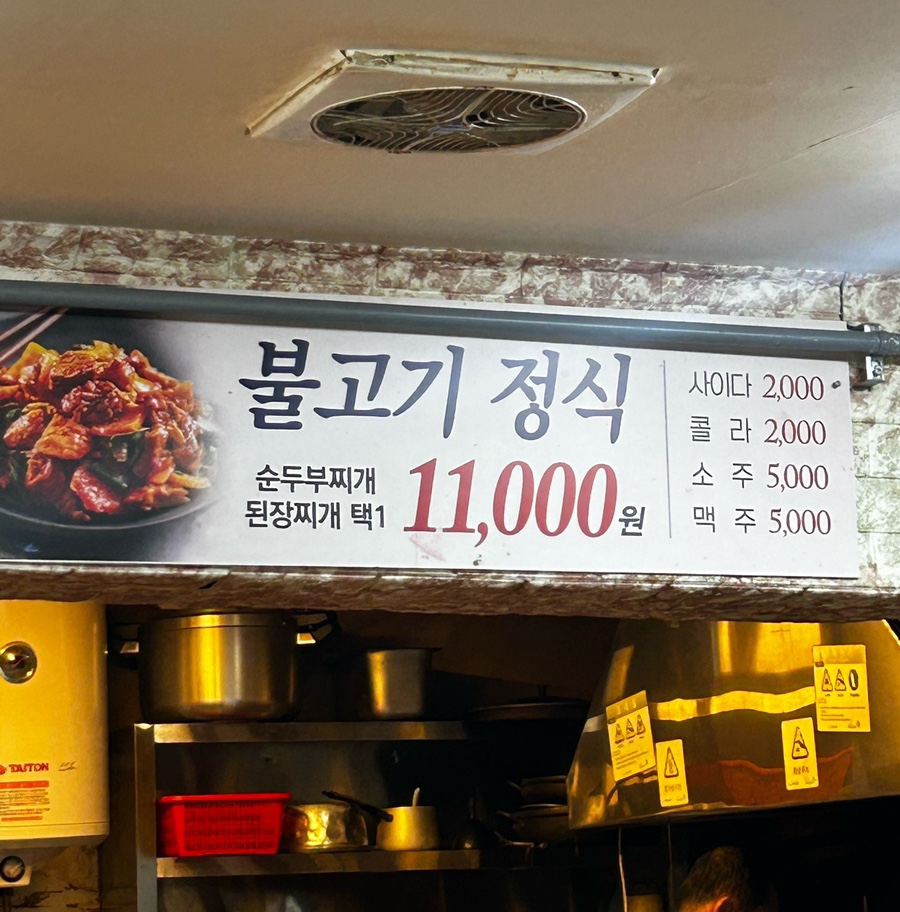 불고기 정식
순두부찌개
된장찌개 택1
11,000원
사이다 2,000
콜 라 2,000
소 주 5,000
맥 주 5,000
TAITON